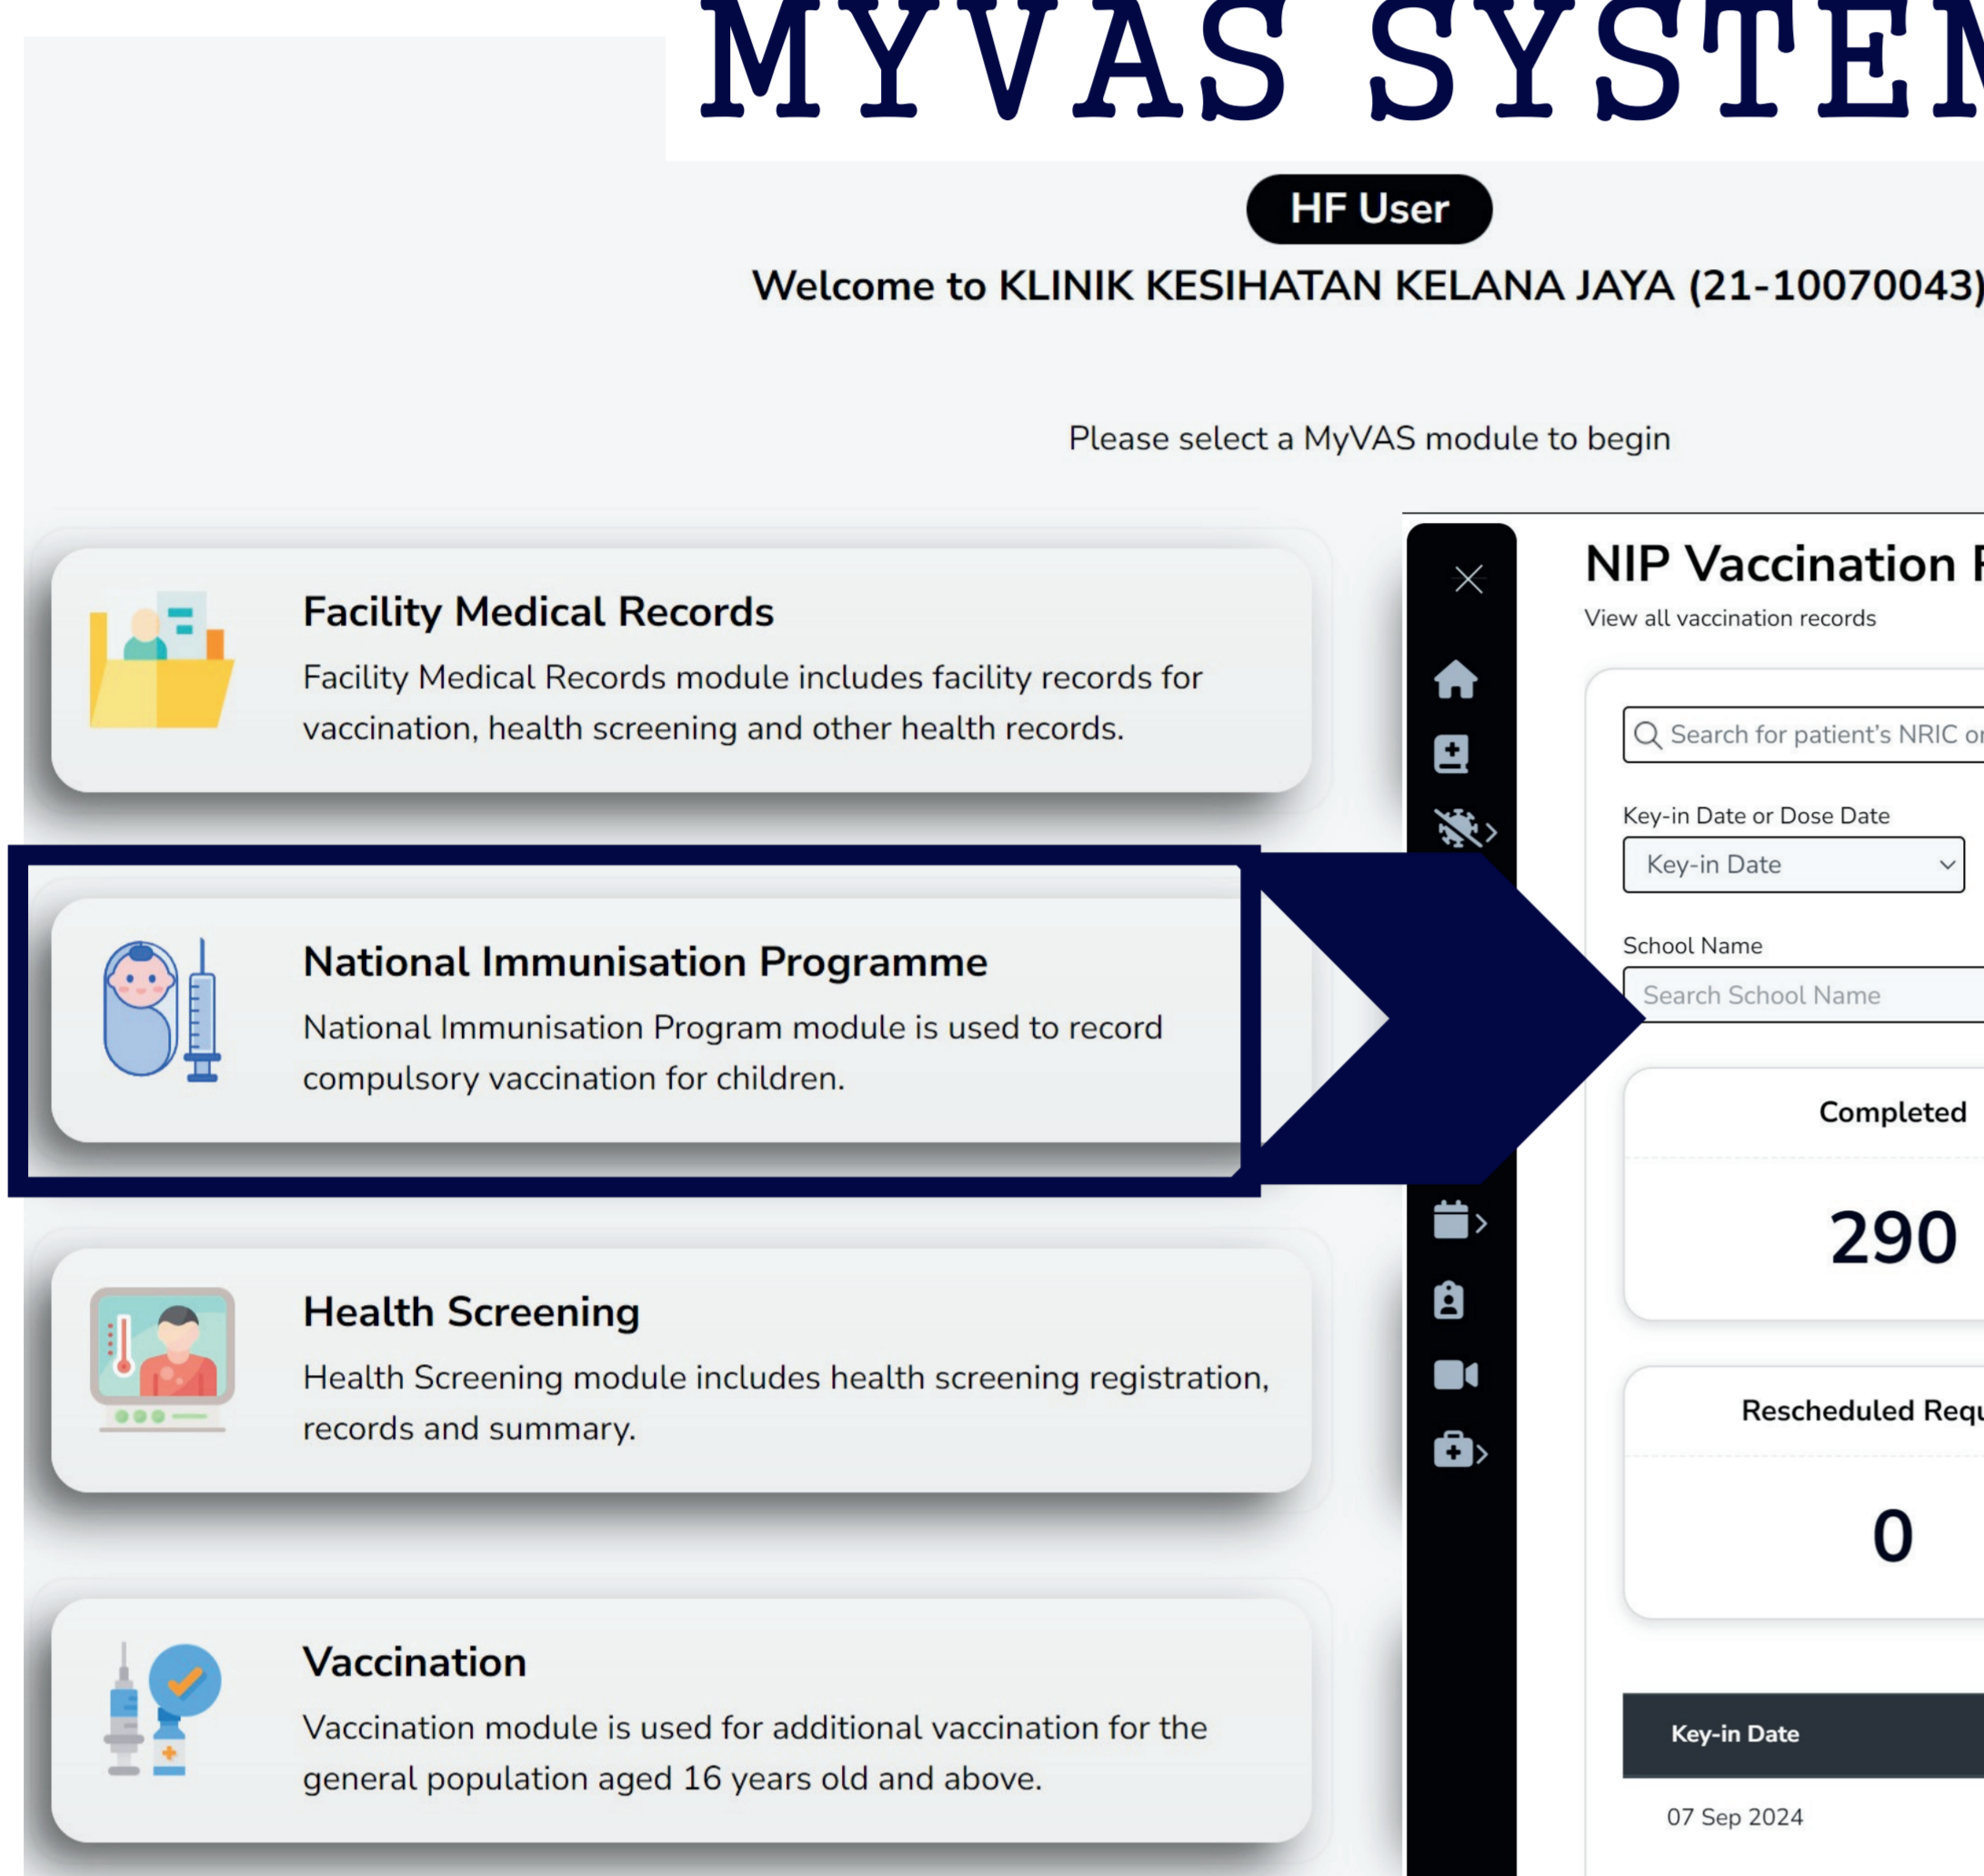 MYVAS SYSTEM
HF User
Welcome to KLINIK KESIHATAN KELANA JAYA (21-10070043)
Please select a MyVAS module to begin
Facility Medical Records
Facility Medical Records module includes facility records for
vaccination, health screening and other health records.
National Immunisation Programme
National Immunisation Program module is used to record
compulsory vaccination for children.
Health Screening
Health Screening module includes health screening registration,
records and summary.
Vaccination
Vaccination module is used for additional vaccination for the
general population aged 16 years old and above.
NIP Vaccination
View all vaccination records
Search for patient's NRIC or
Key-in Date or Dose Date
Key-in Date
School Name
Search School Name
Completed
290
Rescheduled
0
Key-in Date
07 Sep 2024